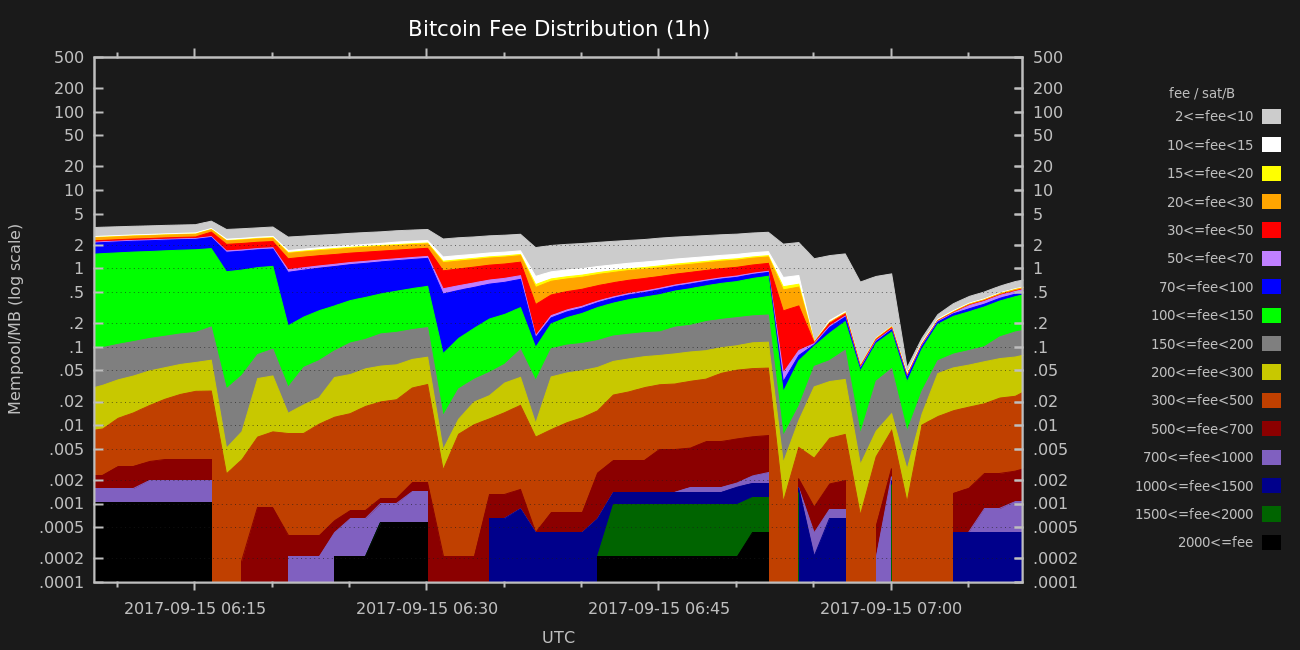 Bitcoin Fee Distribution (1h)
Mempool/MB (log scale)
500 500
200 200
100 100
50 50
20 20
10 10
5 5
2 2
1 1
.5 .5
.2 .2
.1 .1
.05 .05
.02 .02
.01 .01
.005 .005
.002 .002
.001 .001
.0005 .0005
.0002 .0002
.0001 .0001
2017-09-15 06:15 2017-09-15 06:30 2017-09-15 06:45 2017-09-15 07:00
UTC
fee / sat/B
2<=fee<10
10<=fee<15
15<=fee<20
20<=fee<30
30<=fee<50
50<=fee<70
70<=fee<100
100<=fee<150
150<=fee<200
200<=fee<300
300<=fee<500
500<=fee<700
700<=fee<1000
1000<=fee<1500
1500<=fee<2000
2000<=fee